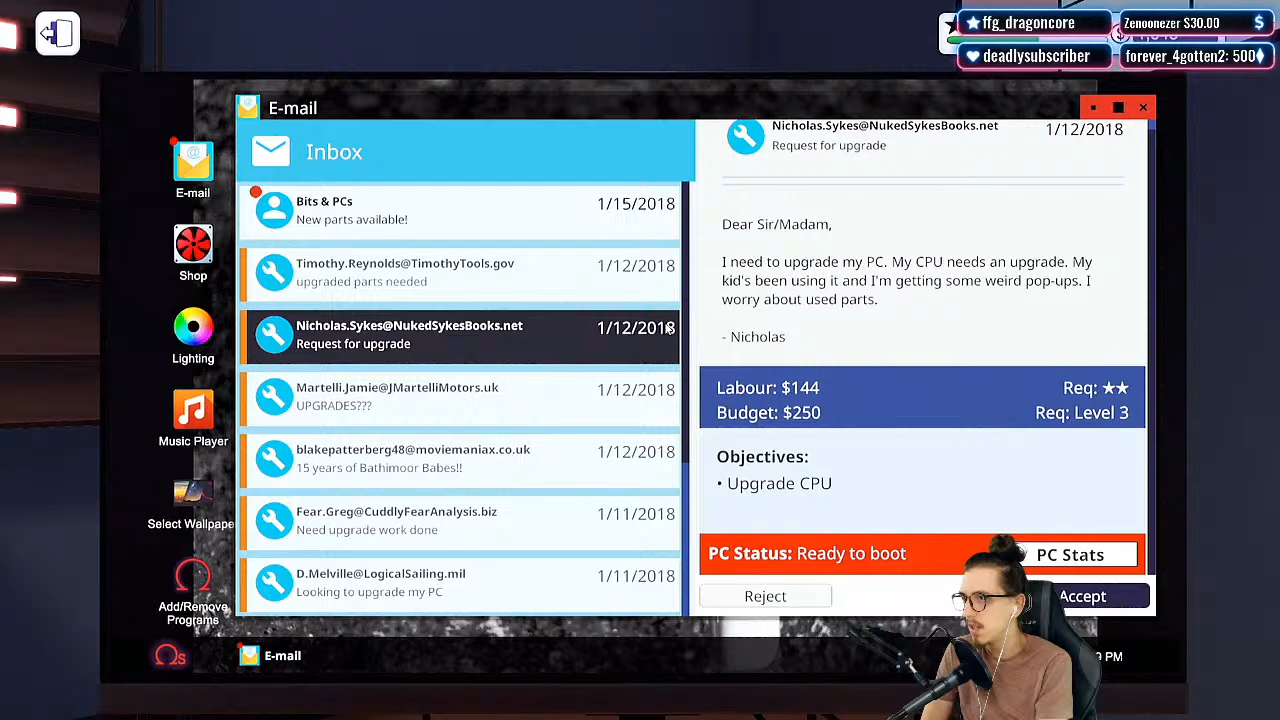 ffg_dragoncore
Zenoonezer $30.00 $
deadlysubscriber
forever_4gotten2: 500
E-mail
Nicholas.Sykes@NukedSykesBooks.net 1/12/2018
Request for upgrade
Inbox
Bits & PCs 1/15/2018
New parts available!
Timothy.Reynolds@TimothyTools.gov 1/12/2018
upgraded parts needed
Nicholas.Sykes@NukedSykesBooks.net 1/12/2018
Request for upgrade
Martelli.Jamie@JMartelliMotors.uk 1/12/2018
UPGRADES???
blakepatterberg48@moviemaniax.co.uk 1/12/2018
15 years of Bathimoor Babes!!
Fear.Greg@CuddlyFearAnalysis.biz 1/11/2018
Need upgrade work done
D.Melville@LogicalSailing.mil 1/11/2018
Looking to upgrade my PC
Dear Sir/Madam,
I need to upgrade my PC. My CPU needs an upgrade. My
kid's been using it and I'm getting some weird pop-ups. I
worry about used parts.
- Nicholas
Labour: $144 Req: ★★
Budget: $250 Req: Level 3
Objectives:
• Upgrade CPU
PC Status: Ready to boot PC Stats
Reject Accept
E-mail
Shop
Lighting
Music Player
Select Wallpape
Add/Remove
Programs
Ωs E-mail
PM